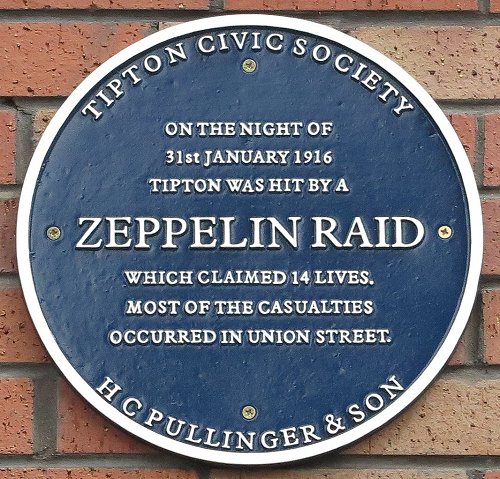 TIPTON CIVIC SOCIETY
ON THE NIGHT OF
31st JANUARY 1916
TIPTON WAS HIT BY A
ZEPPELIN RAID
WHICH CLAIMED 14 LIVES.
MOST OF THE CASUALTIES
OCCURRED IN UNION STREET.
H C PULLINGER & SON